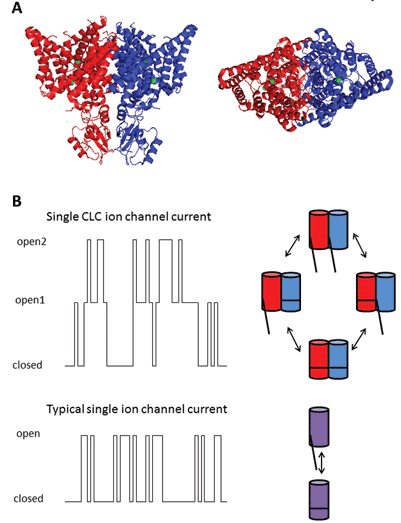 A
B
Single CLC ion channel current
open2
open1
closed
Typical single ion channel current
open
closed